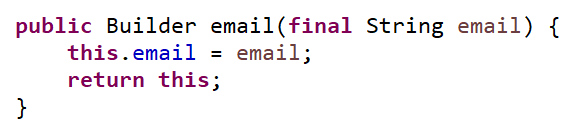 public Builder email(final String email) {
    this.email = email;
    return this;
}